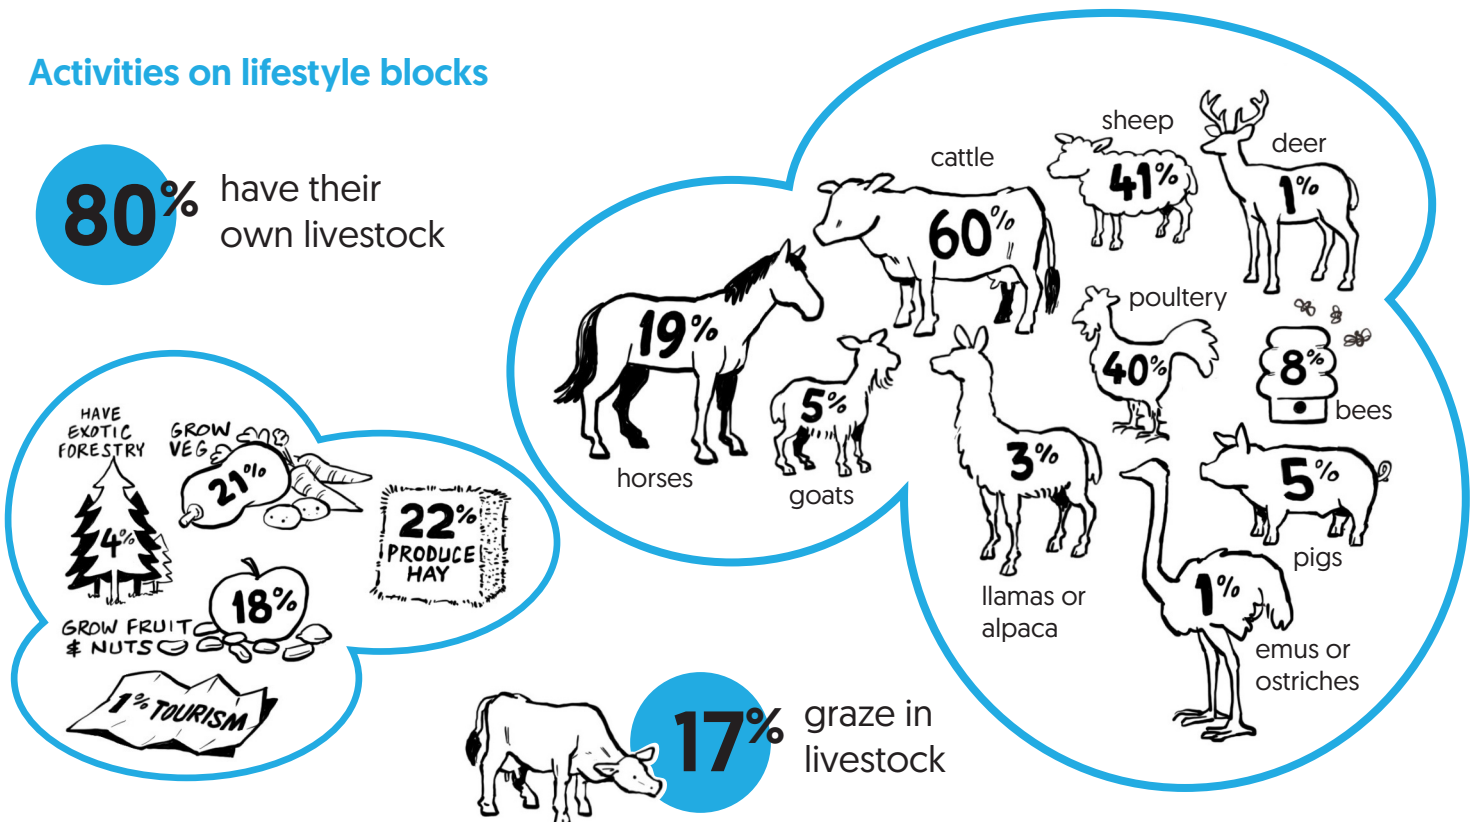 Activities on lifestyle blocks
80% have their
own livestock
cattle
60%
sheep
41%
deer
1%
19%
horses
5%
goats
poultery
40%
8%
bees
3%
llamas or
alpaca
5%
pigs
1%
emus or
ostriches
HAVE
EXOTIC
FORESTRY
4%
GROW
VEG
21%
22%
PRODUCE
HAY
18%
GROW FRUIT
& NUTS
1% TOURISM
17% graze in
livestock